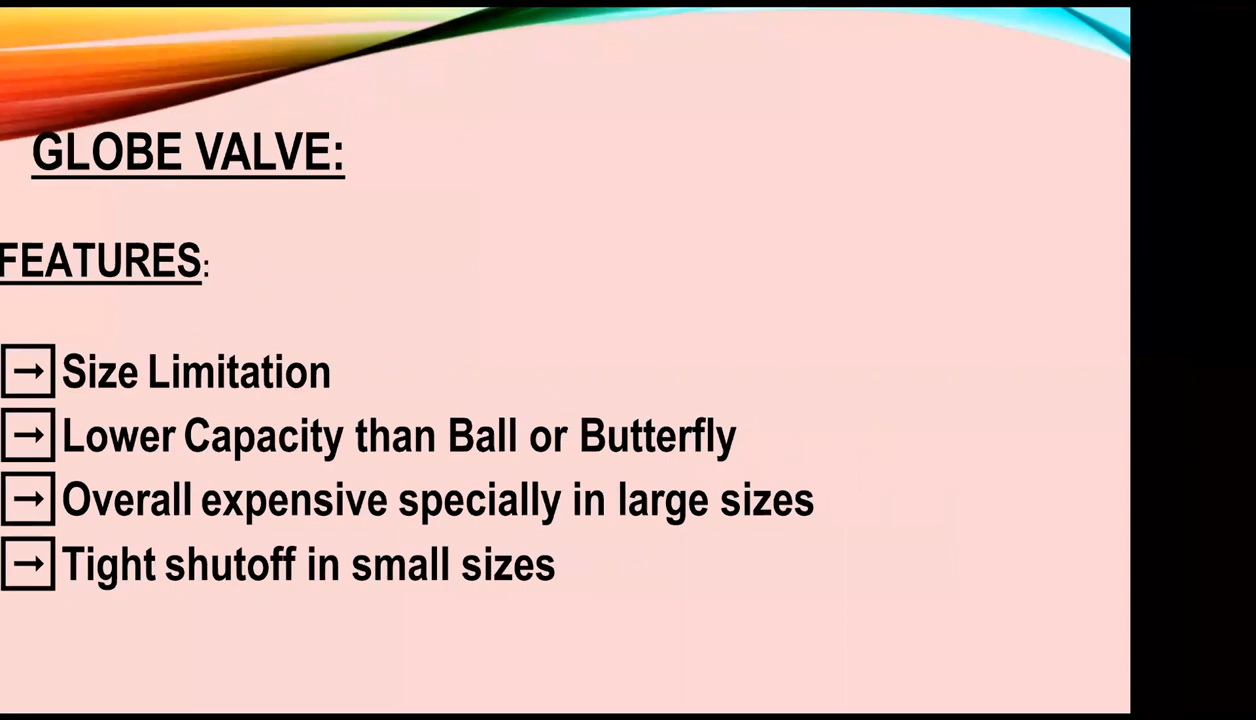 GLOBE VALVE:
FEATURES:
→ Size Limitation
→ Lower Capacity than Ball or Butterfly
→ Overall expensive specially in large sizes
→ Tight shutoff in small sizes